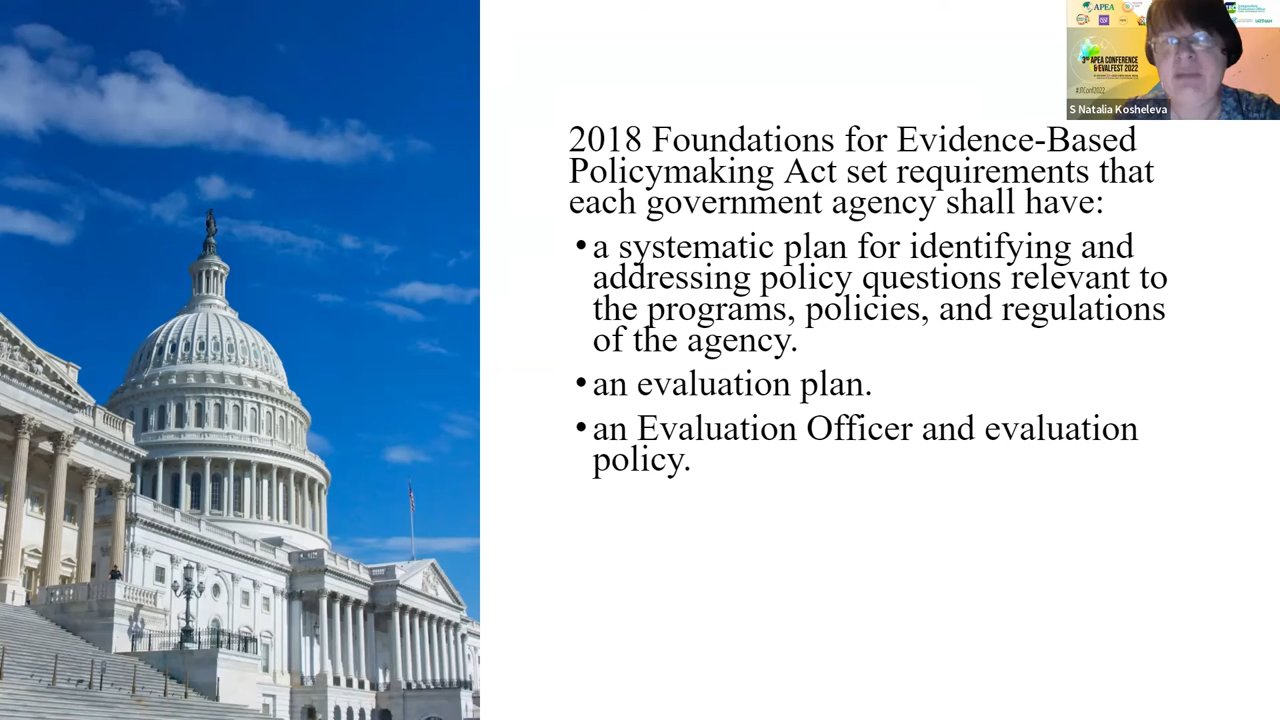 APEA
3rd APEA CONFERENCE
& EVALFEST 2022
#J1Conf2022
S Natalia Kosheleva
2018 Foundations for Evidence-Based
Policymaking Act set requirements that
each government agency shall have:
•a systematic plan for identifying and
addressing policy questions relevant to
the programs, policies, and regulations
of the agency.
•an evaluation plan.
•an Evaluation Officer and evaluation
policy.